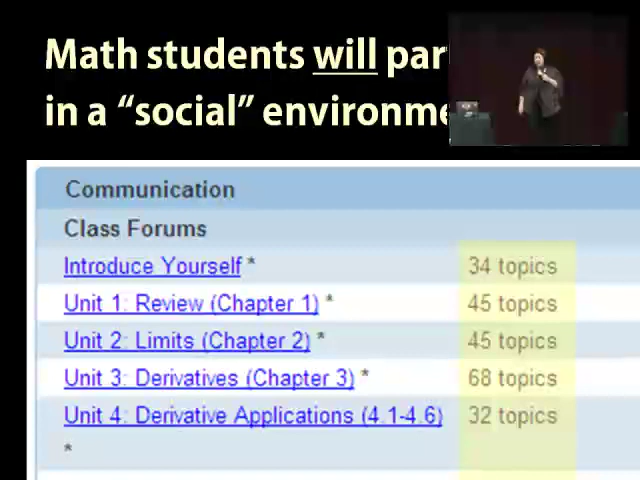 Math students will par
in a “social” environme
Communication
Class Forums
Introduce Yourself *
34 topics
Unit 1: Review (Chapter 1) *
45 topics
Unit 2: Limits (Chapter 2) *
45 topics
Unit 3: Derivatives (Chapter 3) *
68 topics
Unit 4: Derivative Applications (4.1-4.6)
32 topics
*